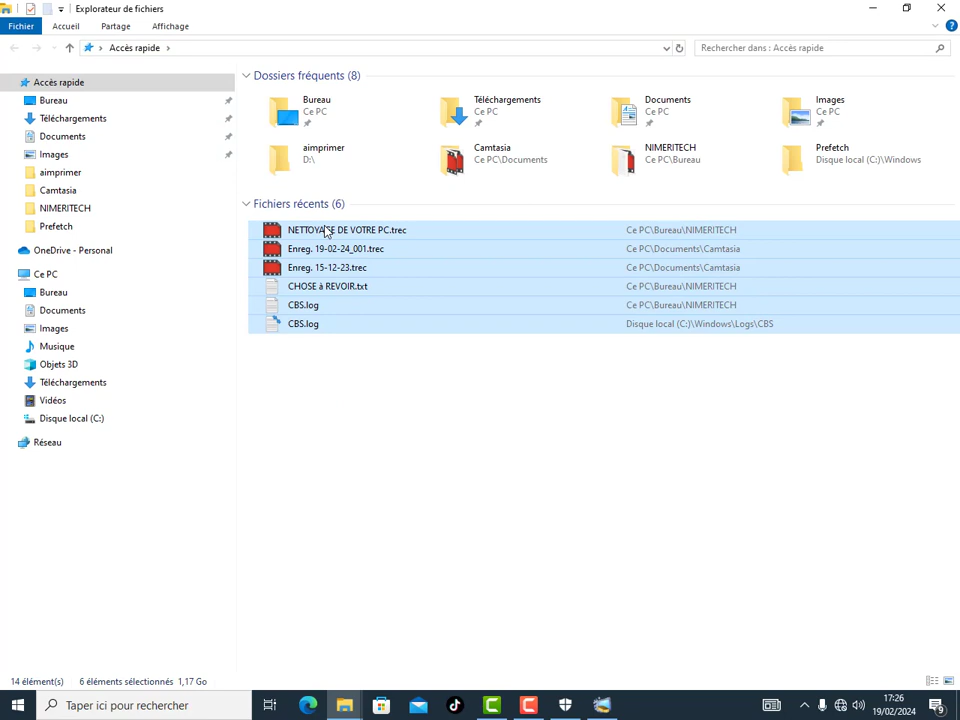 Explorateur de fichiers
Fichier Accueil Partage Affichage
Accès rapide
Rechercher dans : Accès rapide
Accès rapide
Bureau
Téléchargements
Documents
Images
aimprimer
Camtasia
NIMERITECH
Prefetch
OneDrive - Personal
Ce PC
Bureau
Documents
Images
Musique
Objets 3D
Téléchargements
Vidéos
Disque local (C:)
Réseau
Dossiers fréquents (8)
Bureau
Ce PC
Téléchargements
Ce PC
Documents
Ce PC
Images
Ce PC
aimprimer
D:\
Camtasia
Ce PC\Documents
NIMERITECH
Ce PC\Bureau
Prefetch
Disque local (C:)\Windows
Fichiers récents (6)
NETTOYAGE DE VOTRE PC.trec Ce PC\Bureau\NIMERITECH
Enreg. 19-02-24_001.trec Ce PC\Documents\Camtasia
Enreg. 15-12-23.trec Ce PC\Documents\Camtasia
CHOSE à REVOIR.txt Ce PC\Bureau\NIMERITECH
CBS.log Ce PC\Bureau\NIMERITECH
CBS.log Disque local (C:)\Windows\Logs\CBS
14 élément(s) 6 éléments sélectionnés 1,17 Go
Taper ici pour rechercher
17:26
19/02/2024
9